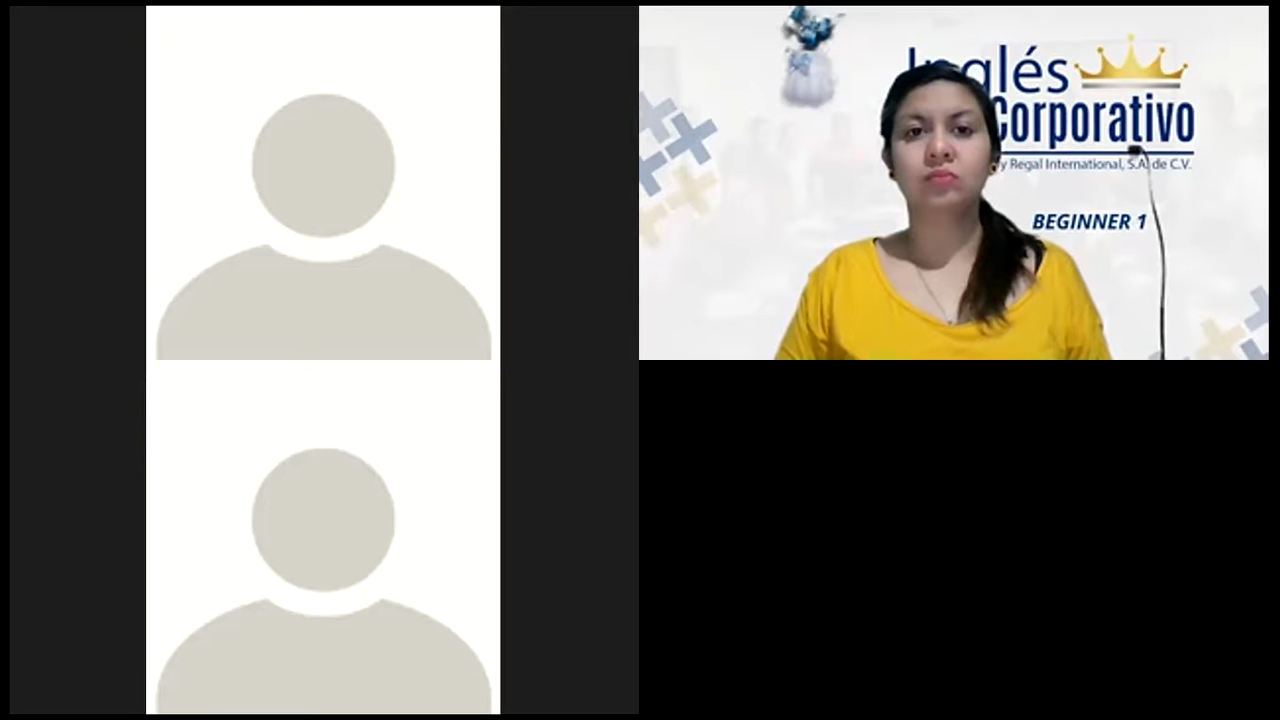 Inglés
Corporativo
y Regal International, S.A. de C.V.
BEGINNER 1